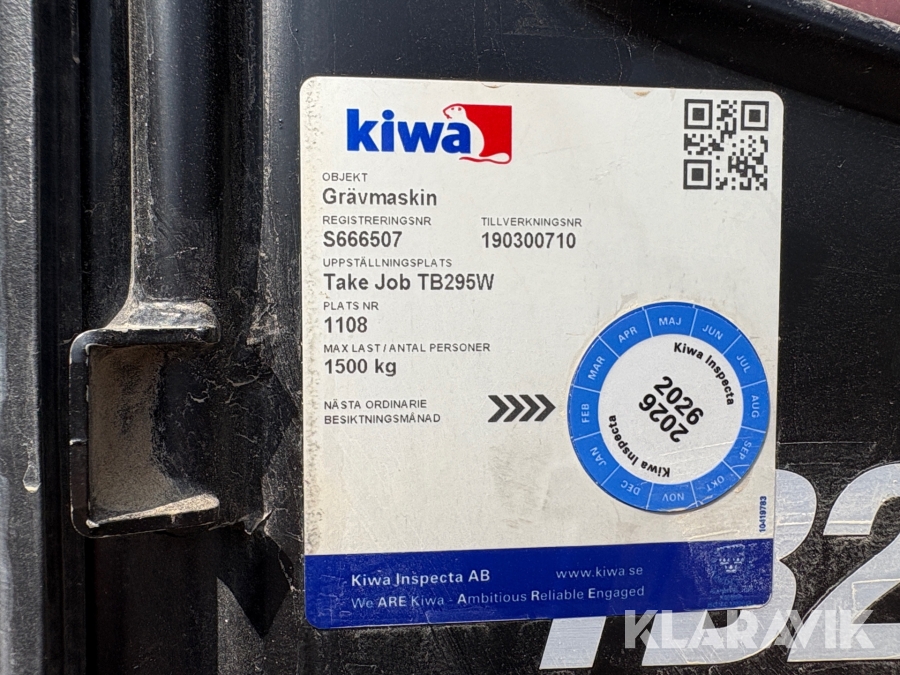 kiwa
OBJEKT
Grävmaskin
REGISTRERINGSNR TILLVERKNINGSNR
S666507 190300710
UPPSTÄLLNINGSPLATS
Take Job TB295W
PLATS NR
1108
MAX LAST / ANTAL PERSONER
1500 kg
NÄSTA ORDINARIE
BESIKTNINGSMÅNAD
JAN FEB MAR APR MAJ JUN JUL AUG SEP OKT NOV DEC
Kiwa Inspecta
2026
2026
Kiwa Inspecta
10419783
Kiwa Inspecta AB www.kiwa.se
We ARE Kiwa - Ambitious Reliable Engaged
KLARAVIK